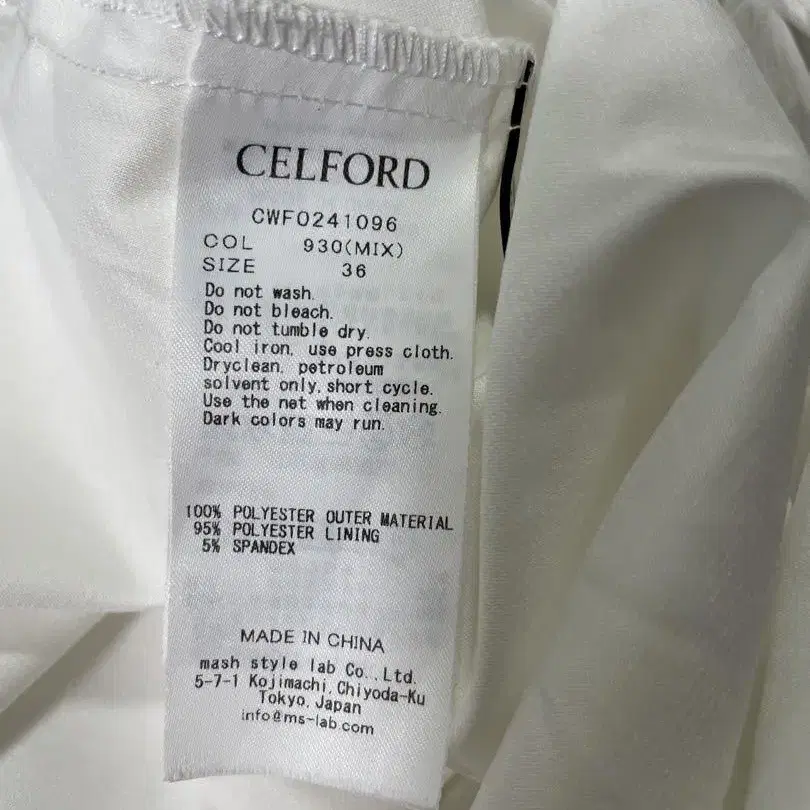 CELFORD
CWF0241096
COL 930(MIX)
SIZE 36
Do not wash.
Do not bleach.
Do not tumble dry.
Cool iron, use press cloth.
Dryclean, petroleum
solvent only, short cycle.
Use the net when cleaning.
Dark colors may run.
100% POLYESTER OUTER MATERIAL
95% POLYESTER LINING
5% SPANDEX
MADE IN CHINA
mash style lab Co.,Ltd.
5-7-1 Kojimachi,Chiyoda-Ku
Tokyo,Japan
info@ms-lab.com